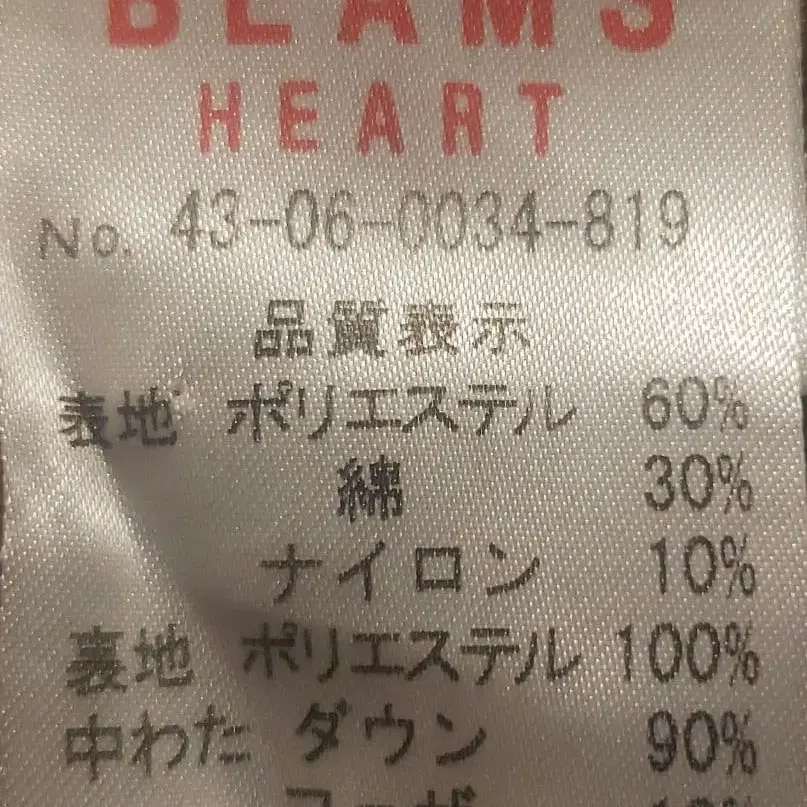 BEAMS
HEART
No. 43-06-0034-819
品質表示
表地 ポリエステル 60%
綿 30%
ナイロン 10%
裏地 ポリエステル 100%
中わた ダウン 90%